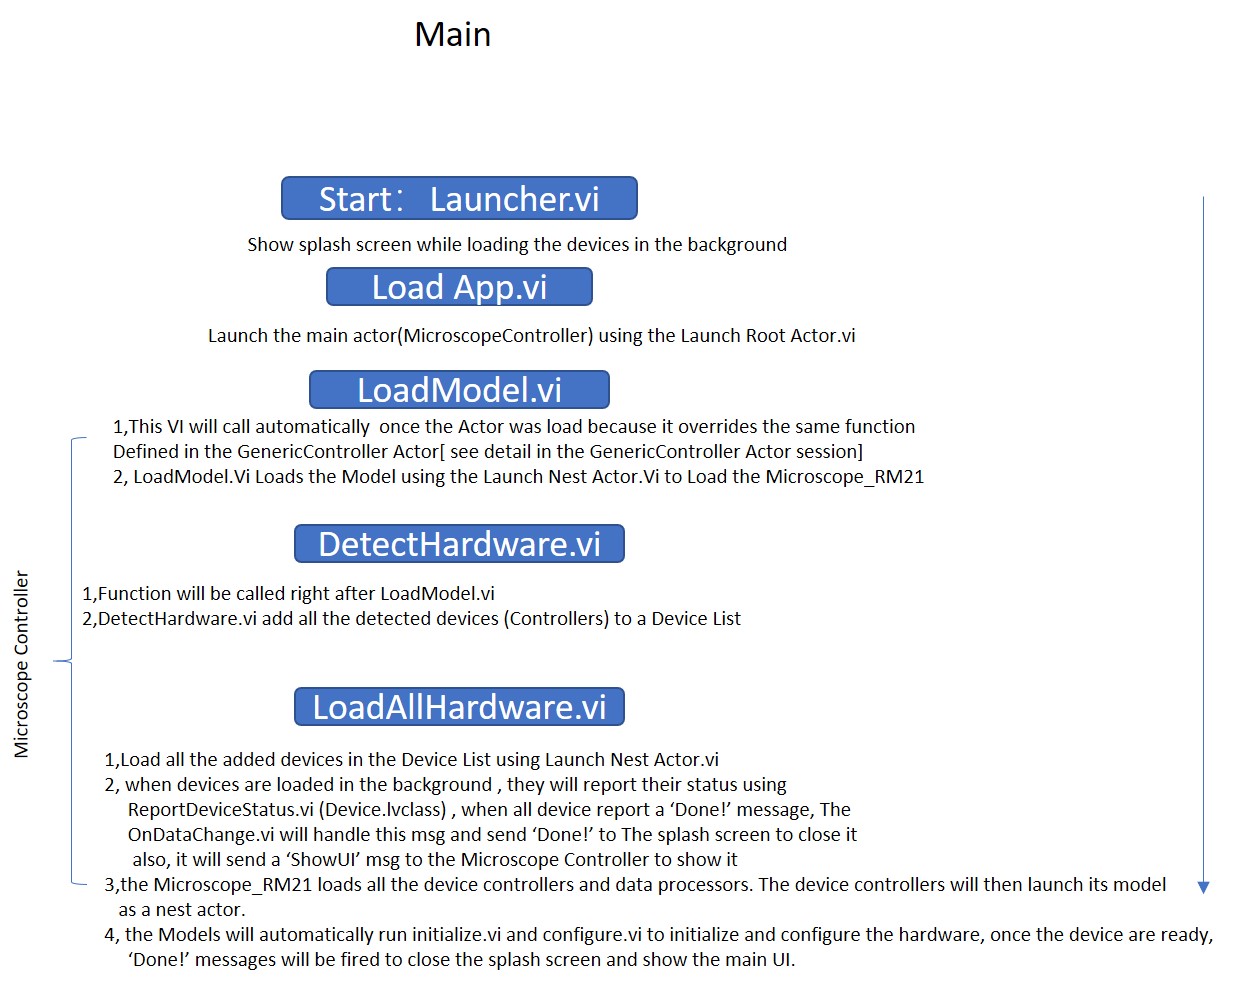 Main
Start： Launcher.vi
Show splash screen while loading the devices in the background
Load App.vi
Launch the main actor(MicroscopeController) using the Launch Root Actor.vi
LoadModel.vi
1,This VI will call automatically  once the Actor was load because it overrides the same function
Defined in the GenericController Actor[ see detail in the GenericController Actor session]
2, LoadModel.Vi Loads the Model using the Launch Nest Actor.Vi to Load the Microscope_RM21
DetectHardware.vi
1,Function will be called right after LoadModel.vi
2,DetectHardware.vi add all the detected devices (Controllers) to a Device List
Microscope Controller
LoadAllHardware.vi
1,Load all the added devices in the Device List using Launch Nest Actor.vi
2, when devices are loaded in the background , they will report their status using
ReportDeviceStatus.vi (Device.lvclass) , when all device report a ‘Done!’ message, The
OnDataChange.vi will handle this msg and send ‘Done!’ to The splash screen to close it
also, it will send a ‘ShowUI’ msg to the Microscope Controller to show it
3,the Microscope_RM21 loads all the device controllers and data processors. The device controllers will then launch its model
as a nest actor.
4, the Models will automatically run initialize.vi and configure.vi to initialize and configure the hardware, once the device are ready,
‘Done!’ messages will be fired to close the splash screen and show the main UI.